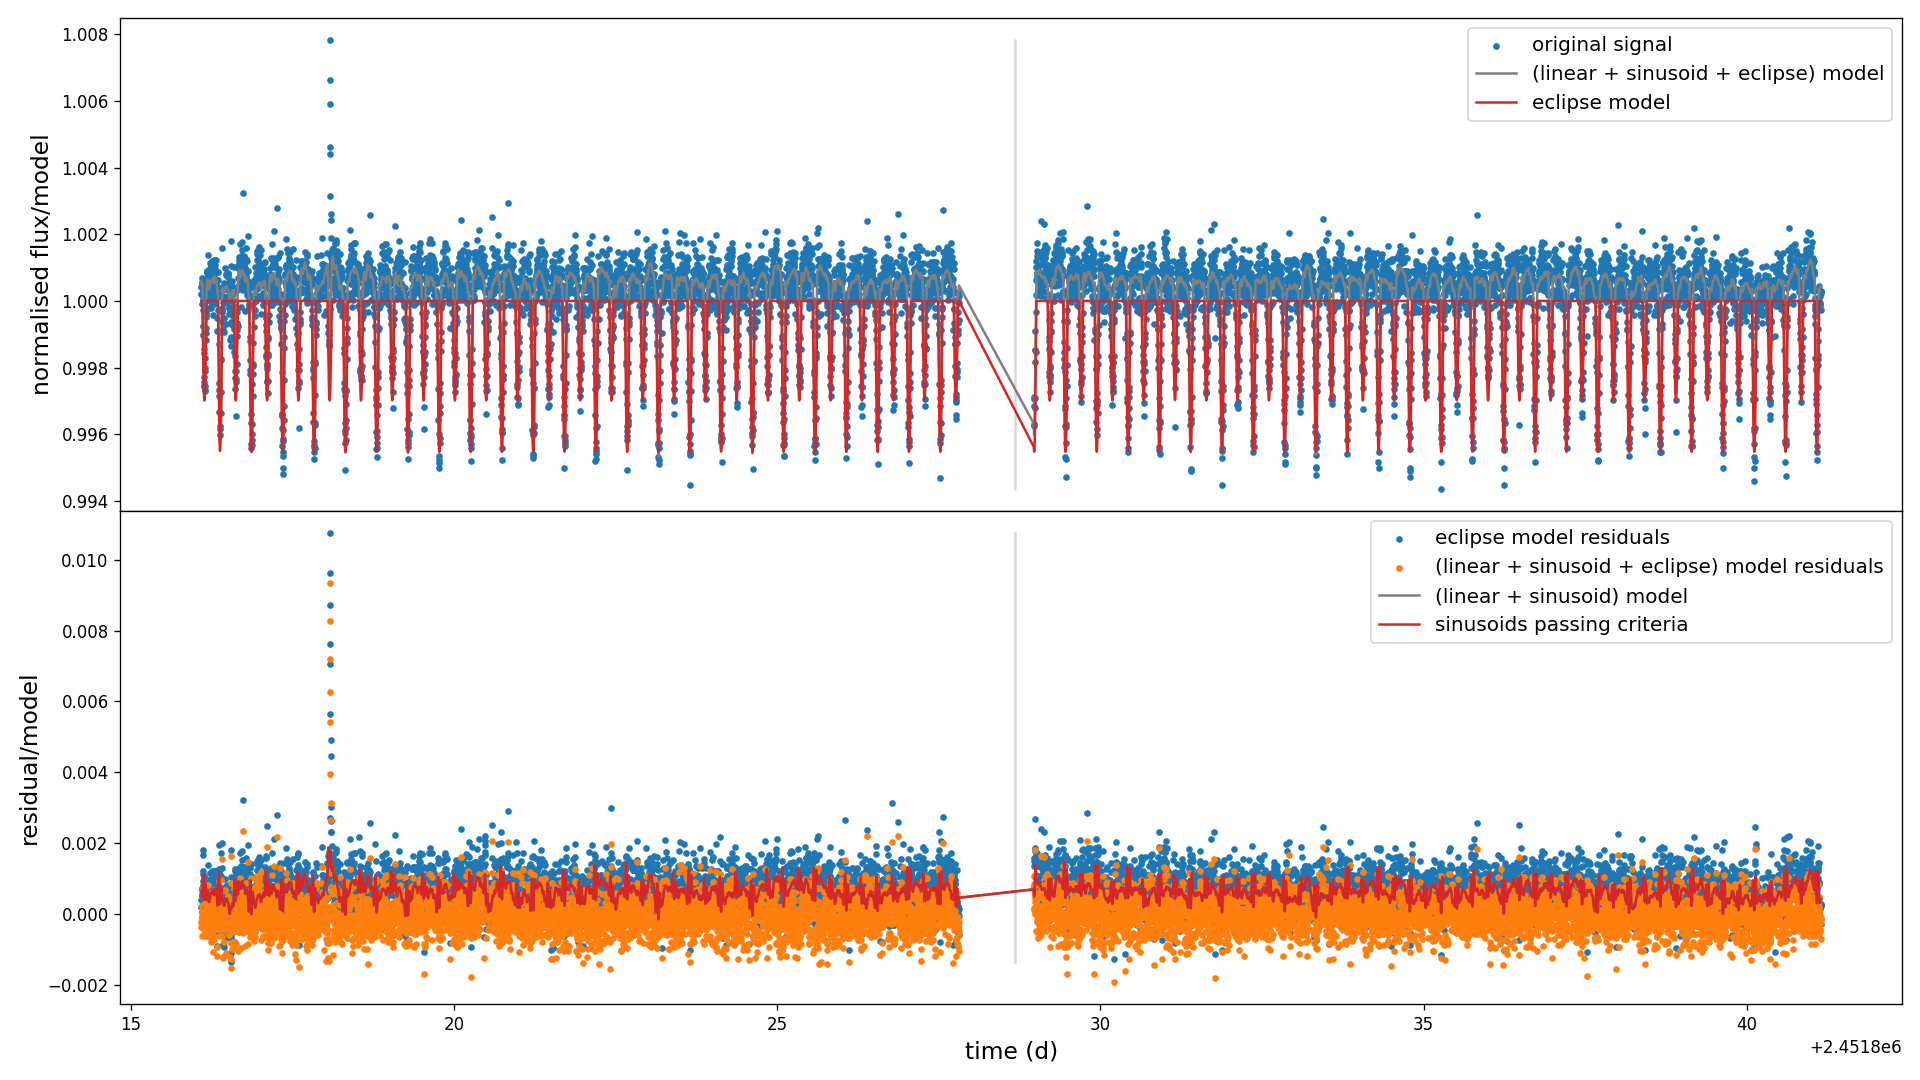 1.008
1.006
1.004
1.002
1.000
0.998
0.996
0.994
normalised flux/model
original signal
(linear + sinusoid + eclipse) model
eclipse model
0.010
0.008
0.006
0.004
0.002
0.000
−0.002
residual/model
eclipse model residuals
(linear + sinusoid + eclipse) model residuals
(linear + sinusoid) model
sinusoids passing criteria
15 20 25 30 35 40
time (d)
+2.4518e6